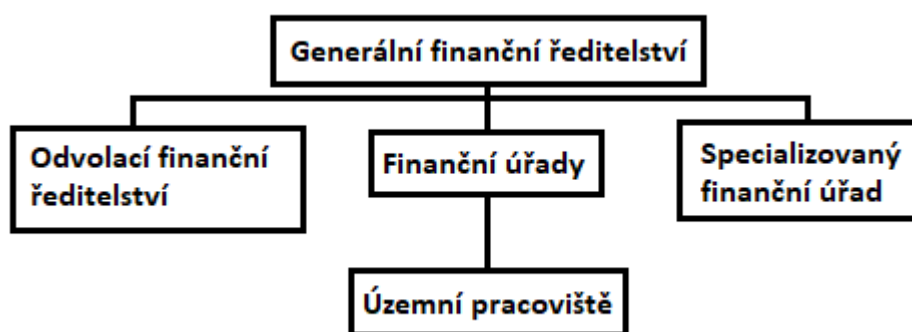 Generální finanční ředitelství
Odvolací finanční
ředitelství
Finanční úřady
Specializovaný
finanční úřad
Územní pracoviště